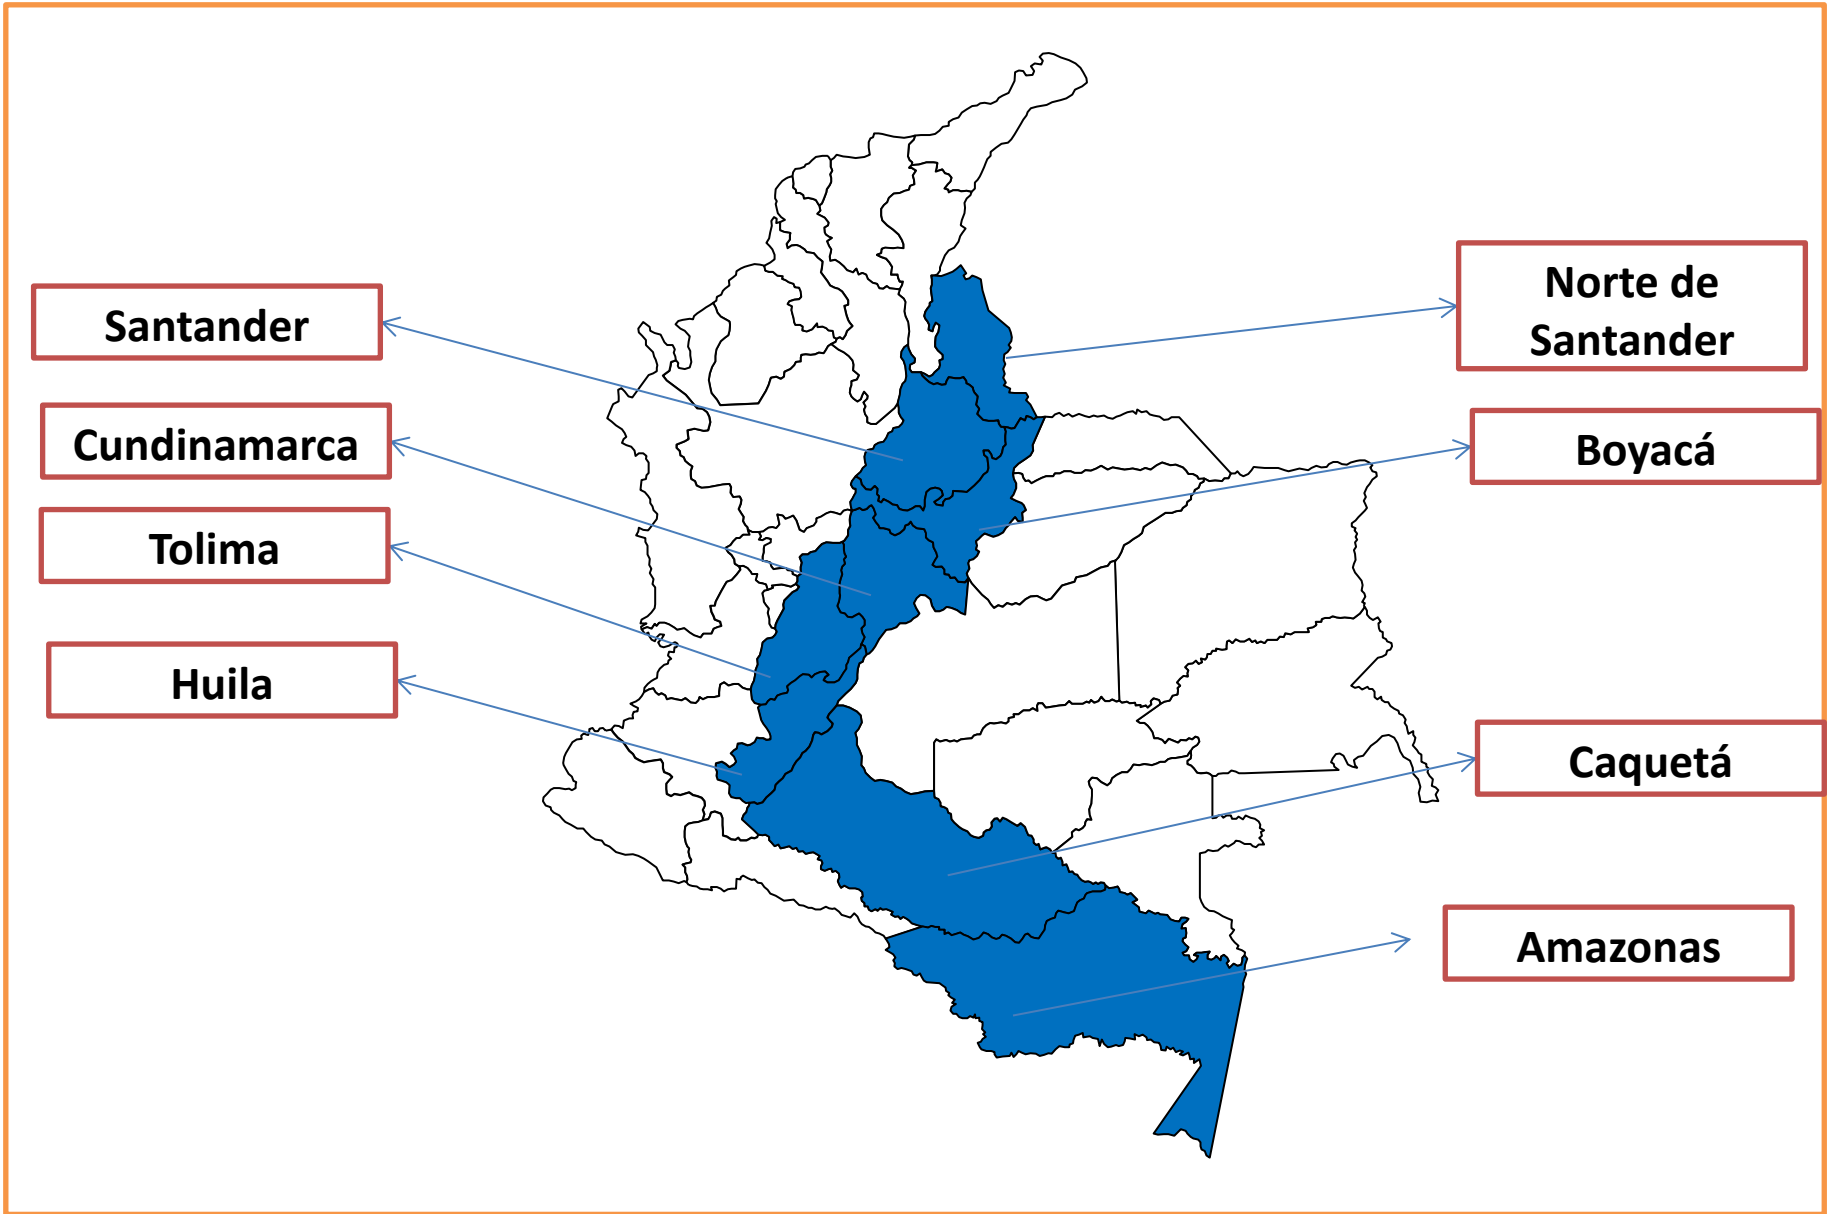 Santander
Cundinamarca
Tolima
Huila
Norte de
Santander
Boyacá
Caquetá
Amazonas